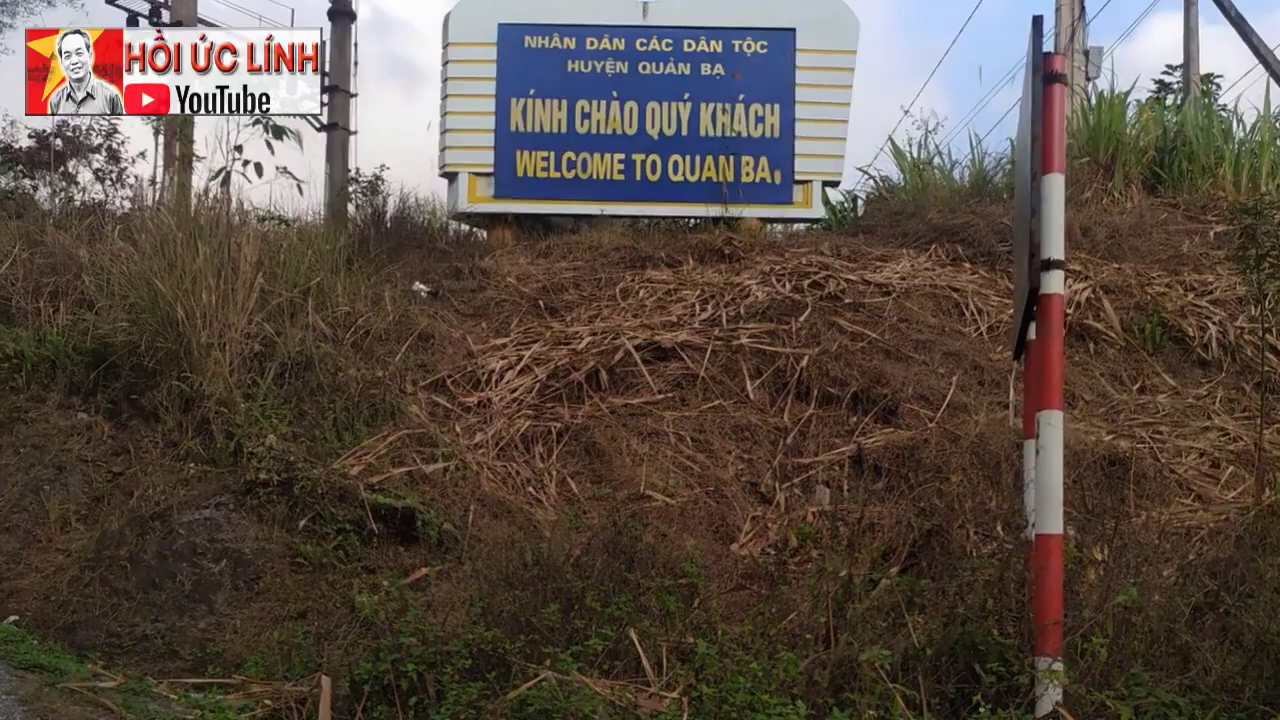 HỒI ỨC LÍNH
YouTube
NHÂN DÂN CÁC DÂN TỘC
HUYỆN QUẢN BẠ
KÍNH CHÀO QUÝ KHÁCH
WELCOME TO QUAN BA.